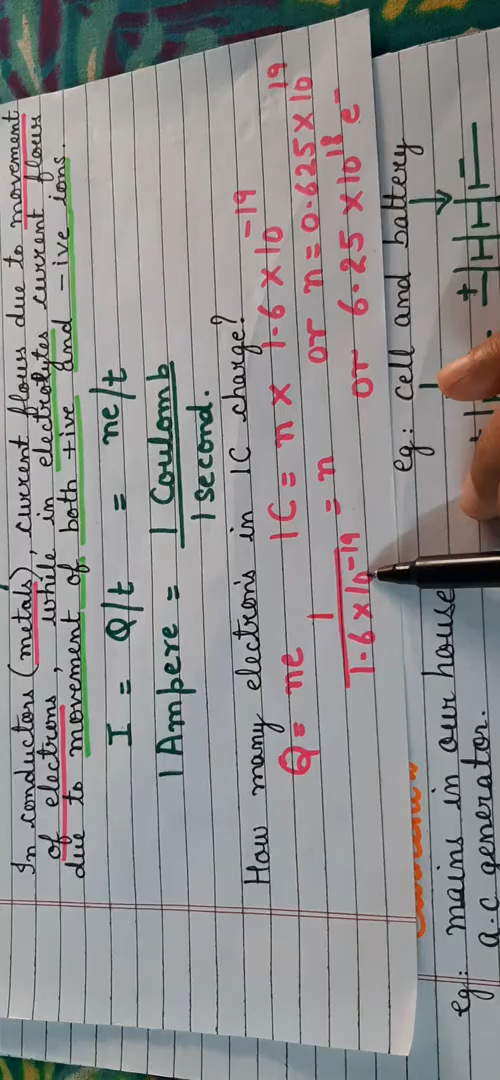 In conductors (metals), current flows due to movement
of electrons, while in electrolytes current flows
due to movement of both +ive and -ive ions.
I = Q/t = ne/t
1 Ampere = 1 Coulomb / 1 second.
How many electrons in 1C charge?
Q = ne 1C = n × 1.6 × 10⁻¹⁹
1 / 1.6 × 10⁻¹⁹ = n or n = 0.625 × 10¹⁹
or 6.25 × 10¹⁸ e⁻
eg: cell and battery
eg: mains in our house
a.c generator.